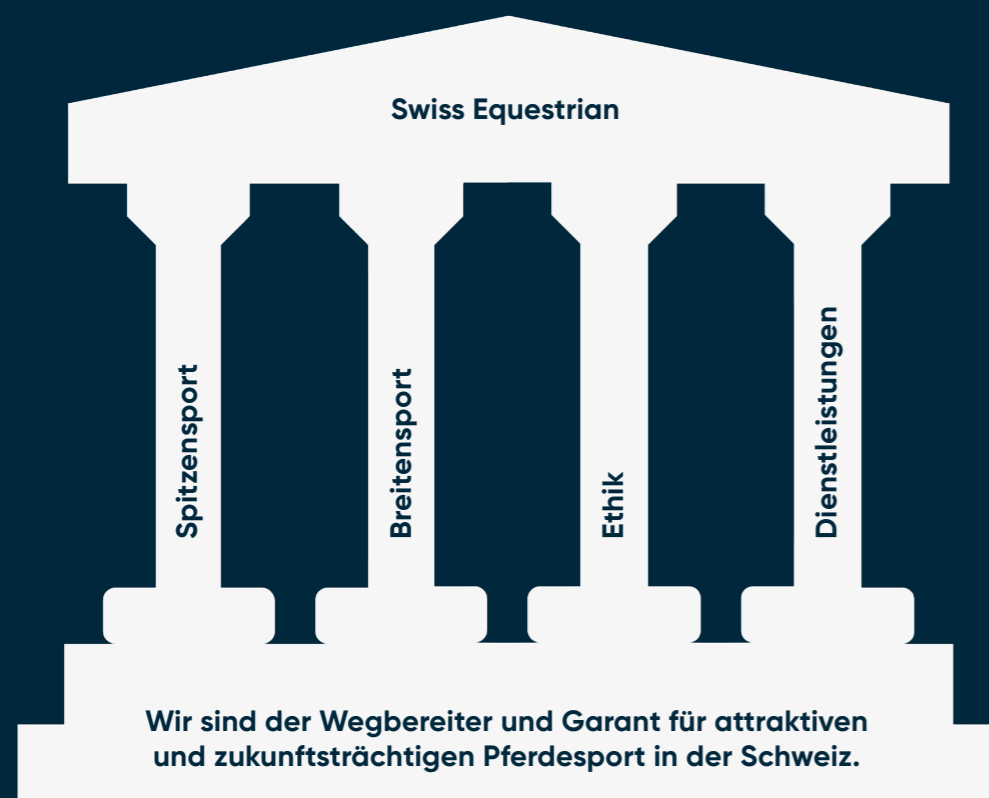 Swiss Equestrian
Spitzensport
Breitensport
Ethik
Dienstleistungen
Wir sind der Wegbereiter und Garant für attraktiven
und zukunftsträchtigen Pferdesport in der Schweiz.